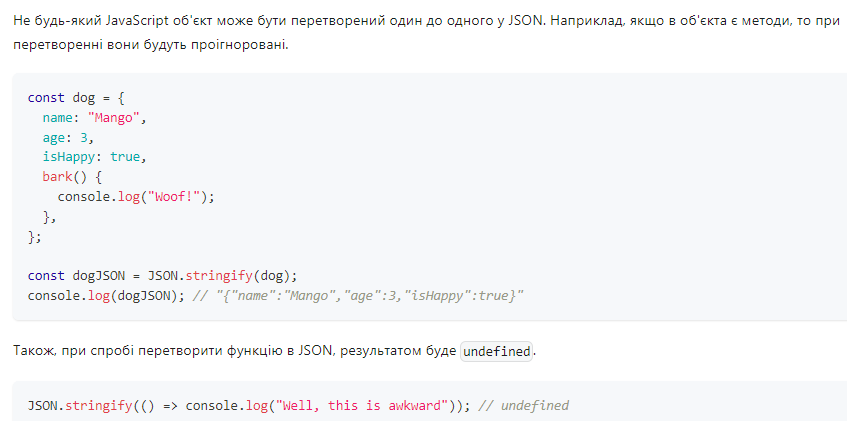 Не будь-який JavaScript об'єкт може бути перетворений один до одного у JSON. Наприклад, якщо в об'єкта є методи, то при
перетворенні вони будуть проігноровані.
const dog = {
  name: "Mango",
  age: 3,
  isHappy: true,
  bark() {
    console.log("Woof!");
  },
};
const dogJSON = JSON.stringify(dog);
console.log(dogJSON); // "{"name":"Mango","age":3,"isHappy":true}"
Також, при спробі перетворити функцію в JSON, результатом буде undefined.
JSON.stringify(() => console.log("Well, this is awkward")); // undefined